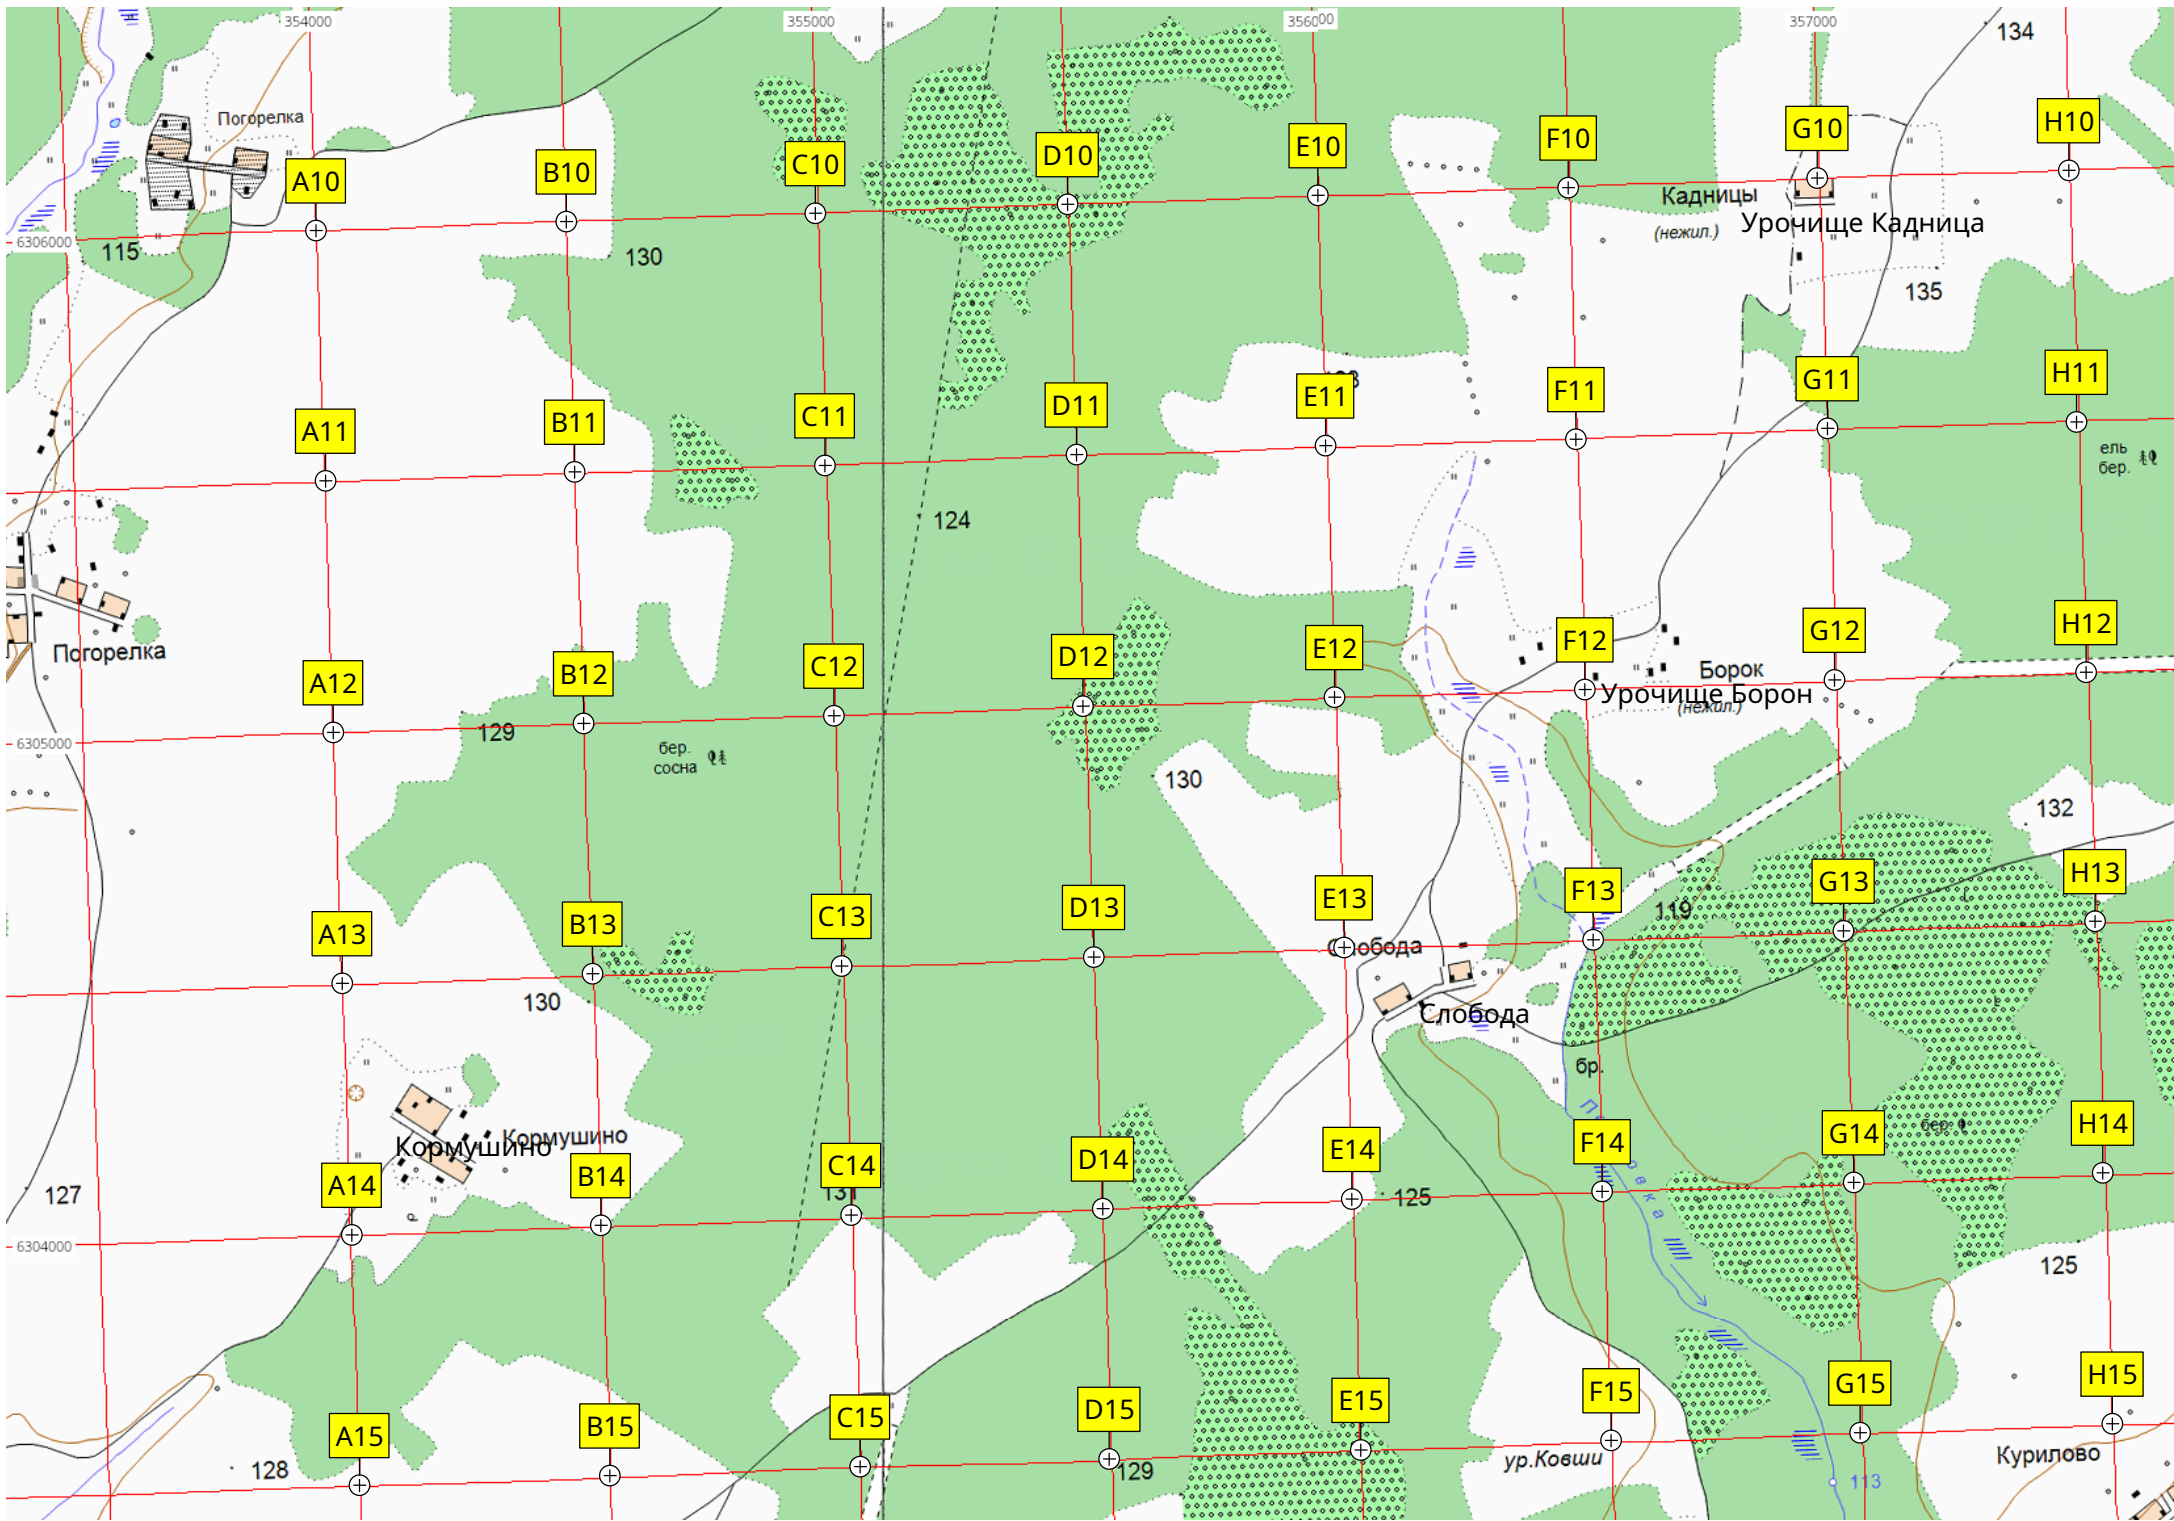 354000
355000
356000
357000
134
Погорелка
A10
B10
C10
D10
E10
F10
G10
H10
Кадницы
(нежил.)
Урочище Кадница
6306000
115
130
135
A11
B11
C11
D11
E11
F11
G11
H11
ель
бер.
124
Погорелка
A12
B12
C12
D12
E12
F12
G12
H12
Борок
Урочище Борон
(нежил.)
6305000
129
бер.
сосна
130
132
A13
B13
C13
D13
E13
F13
G13
H13
119
Слобода
130
Слобода
бр.
Кормушино
Кормушино
A14
B14
C14
D14
E14
F14
G14
H14
бер.
127
131
125
6304000
125
A15
B15
C15
D15
E15
F15
G15
H15
128
129
ур.Ковши
Курилово
113